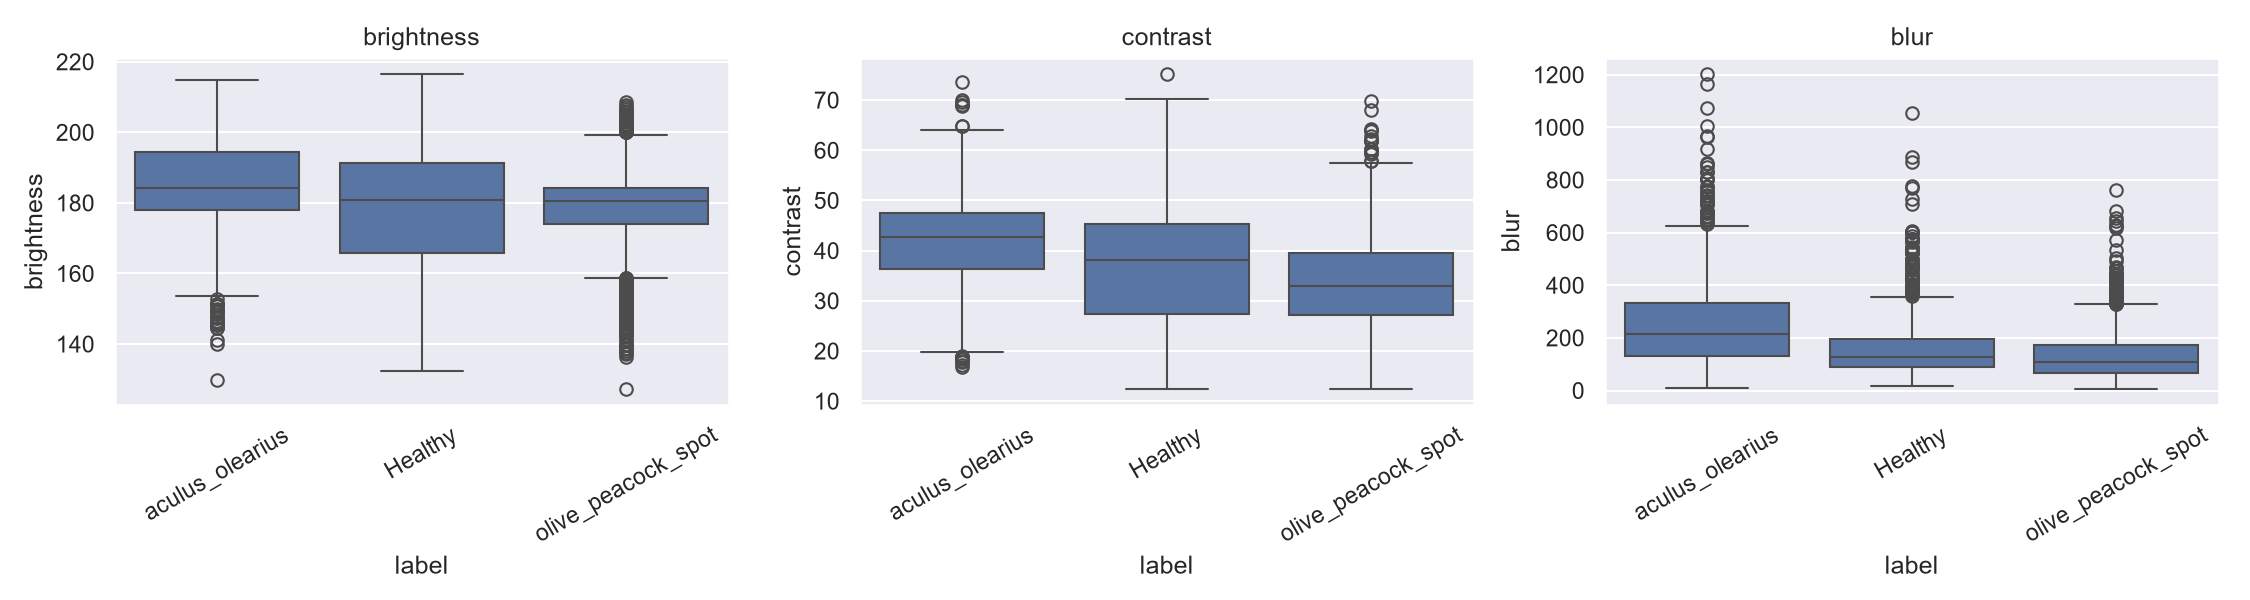 brightness
brightness
220
200
180
160
140
aculus_olearius
Healthy
olive_peacock_spot
label
contrast
contrast
70
60
50
40
30
20
10
aculus_olearius
Healthy
olive_peacock_spot
label
blur
blur
1200
1000
800
600
400
200
0
aculus_olearius
Healthy
olive_peacock_spot
label